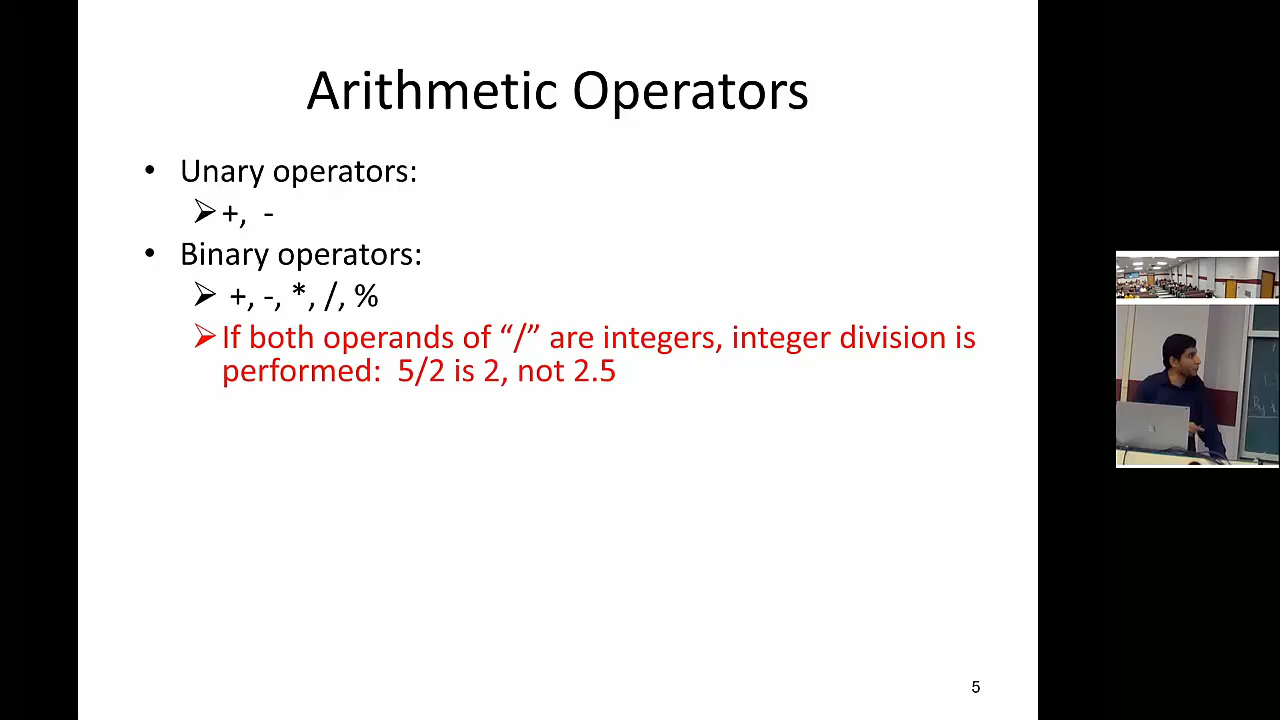 Arithmetic Operators
• Unary operators:
➢ +, -
• Binary operators:
➢ +, -, *, /, %
➢ If both operands of “/” are integers, integer division is
performed: 5/2 is 2, not 2.5
5